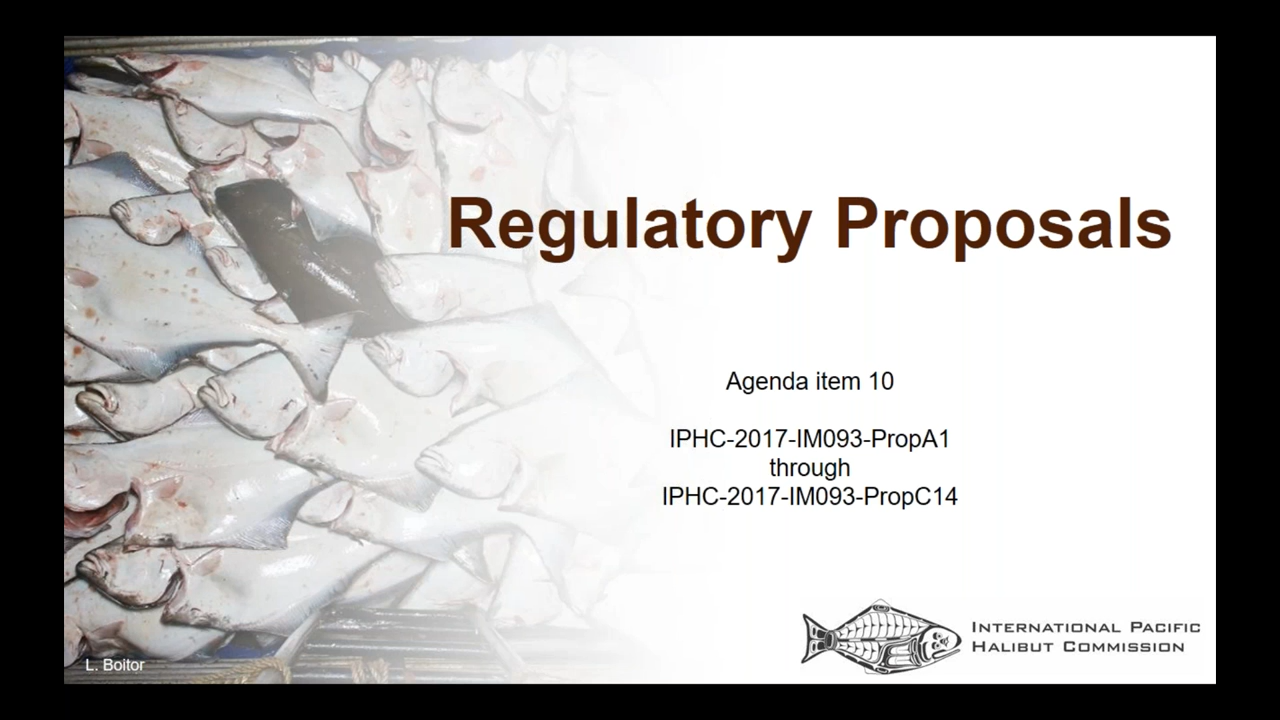 Regulatory Proposals
Agenda item 10
IPHC-2017-IM093-PropA1
through
IPHC-2017-IM093-PropC14
INTERNATIONAL PACIFIC
HALIBUT COMMISSION
L. Boitor